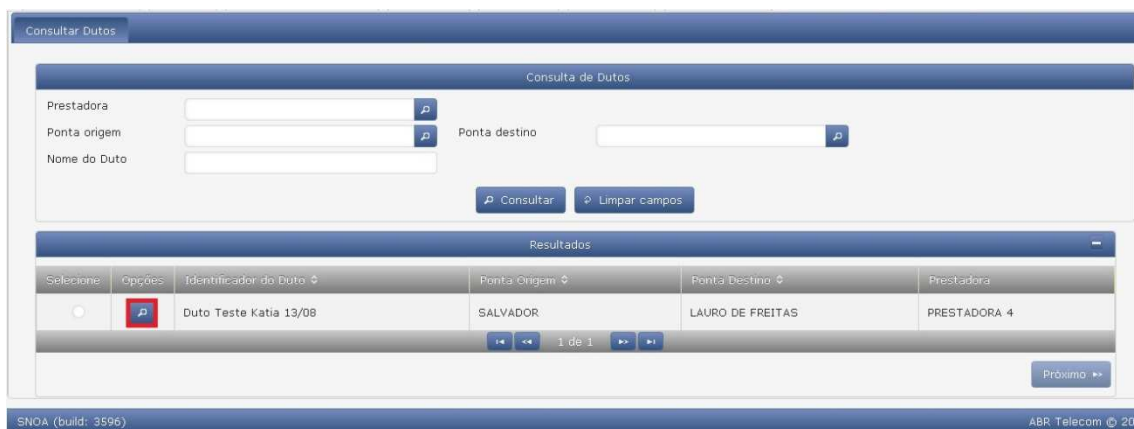 Consultar Dutos
Consulta de Dutos
Prestadora
Ponta origem Ponta destino
Nome do Duto
Consultar Limpar campos
Resultados
Selecione Opções Identificador do Duto Ponta Origem Ponta Destino Prestadora
Duto Teste Katia 13/08 SALVADOR LAURO DE FREITAS PRESTADORA 4
1 de 1
Próximo
SNOA (build: 3596) ABR Telecom © 20